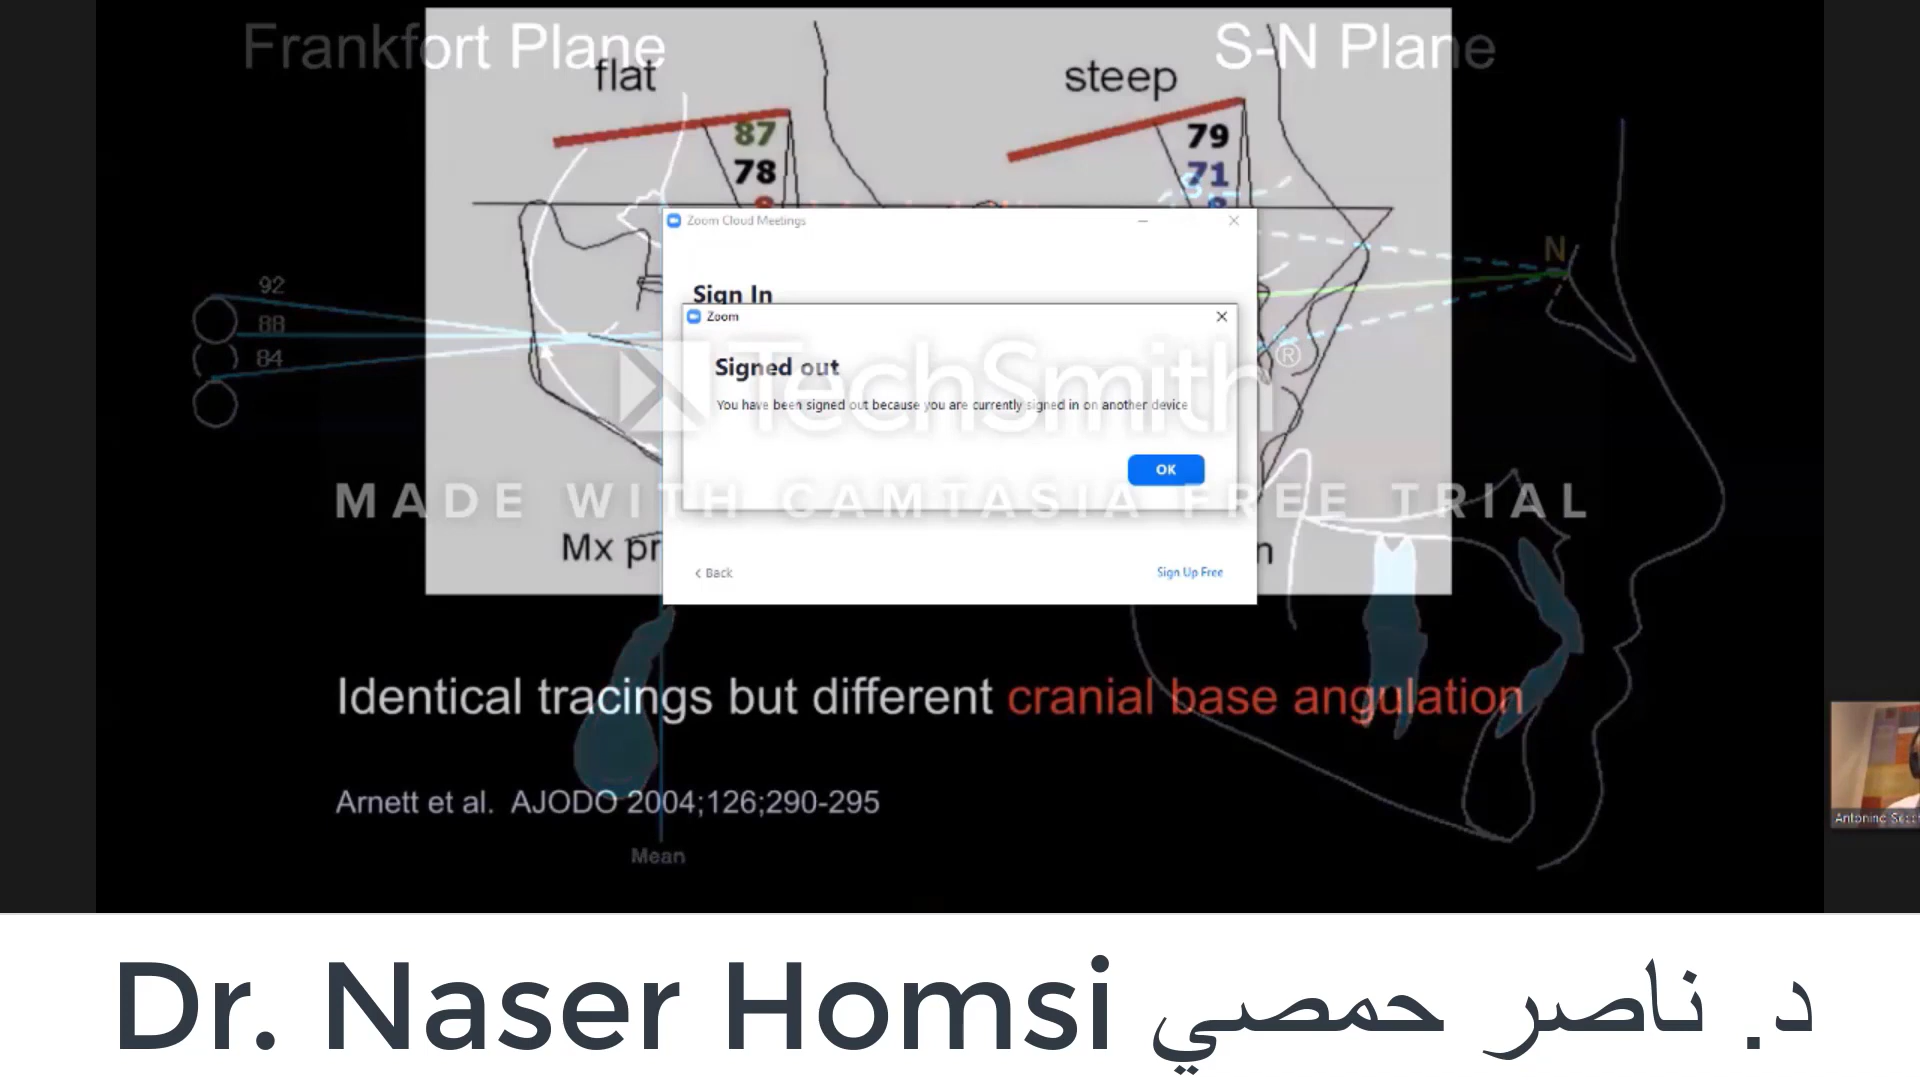 Frankfort Plane
S-N Plane
flat
steep
87
78
8
79
71
8
S
N
92
88
84
Zoom Cloud Meetings
Sign In
Zoom
Signed out
You have been signed out because you are currently signed in on another device
OK
TechSmith®
MADE WITH CAMTASIA FREE TRIAL
Mx pr
n
Back
Sign Up Free
Identical tracings but different cranial base angulation
Arnett et al. AJODO 2004;126;290-295
Mean
Antonino
Dr. Naser Homsi د. ناصر حمصي